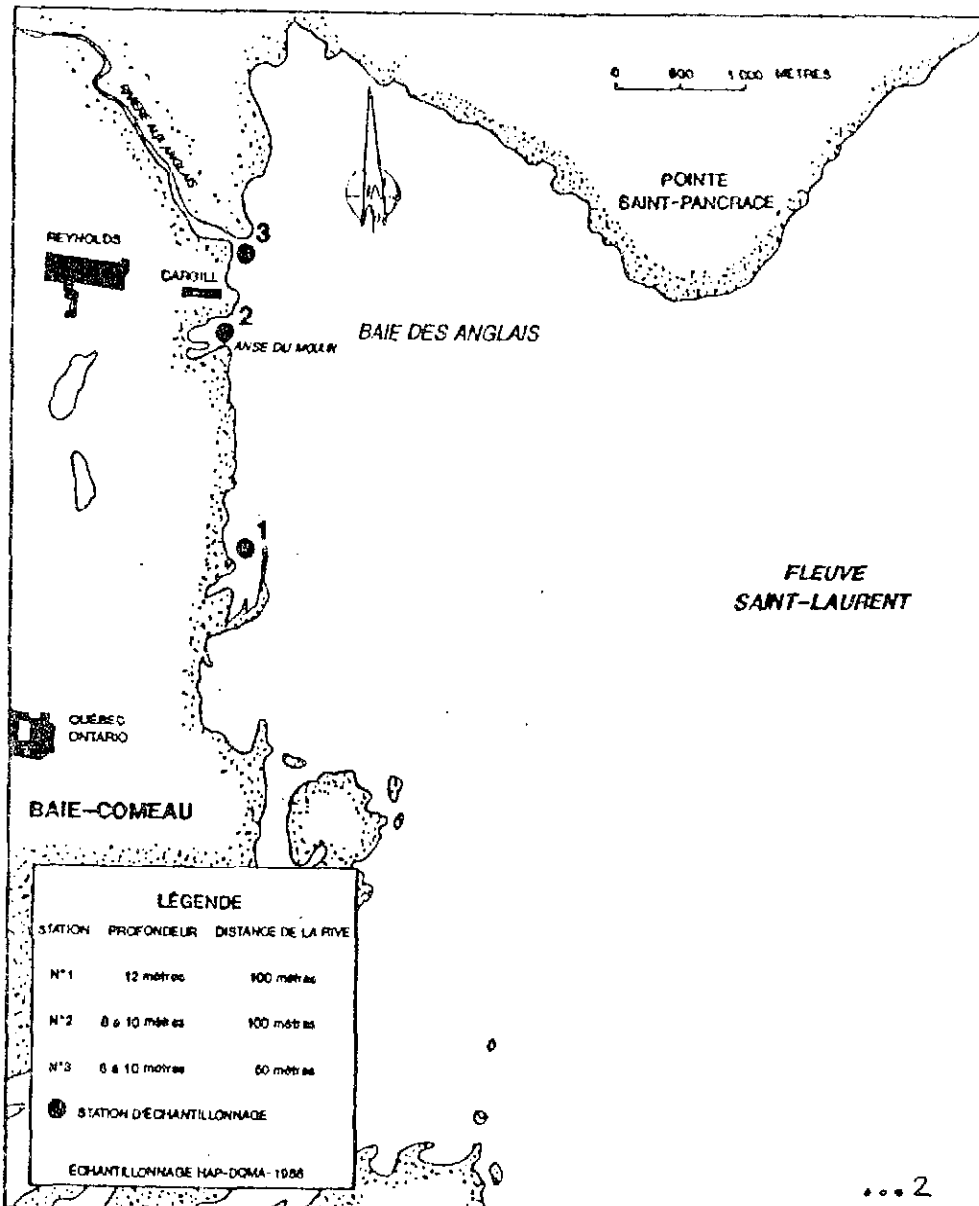 0 600 1 000 MÈTRES
RIVIÈRE AUX ANGLAIS
POINTE
SAINT-PANCRACE
3
REYNOLDS
CARGILL
2
BAIE DES ANGLAIS
ANSE DU MOULIN
1
FLEUVE
SAINT-LAURENT
QUÉBEC
ONTARIO
BAIE-COMEAU
LÉGENDE
STATION PROFONDEUR DISTANCE DE LA RIVE
N°1 12 mètres 100 mètres
N°2 8 à 10 mètres 100 mètres
N°3 6 à 10 mètres 50 mètres
STATION D'ÉCHANTILLONNAGE
ÉCHANTILLONNAGE HAP-DOMA-1988
...2